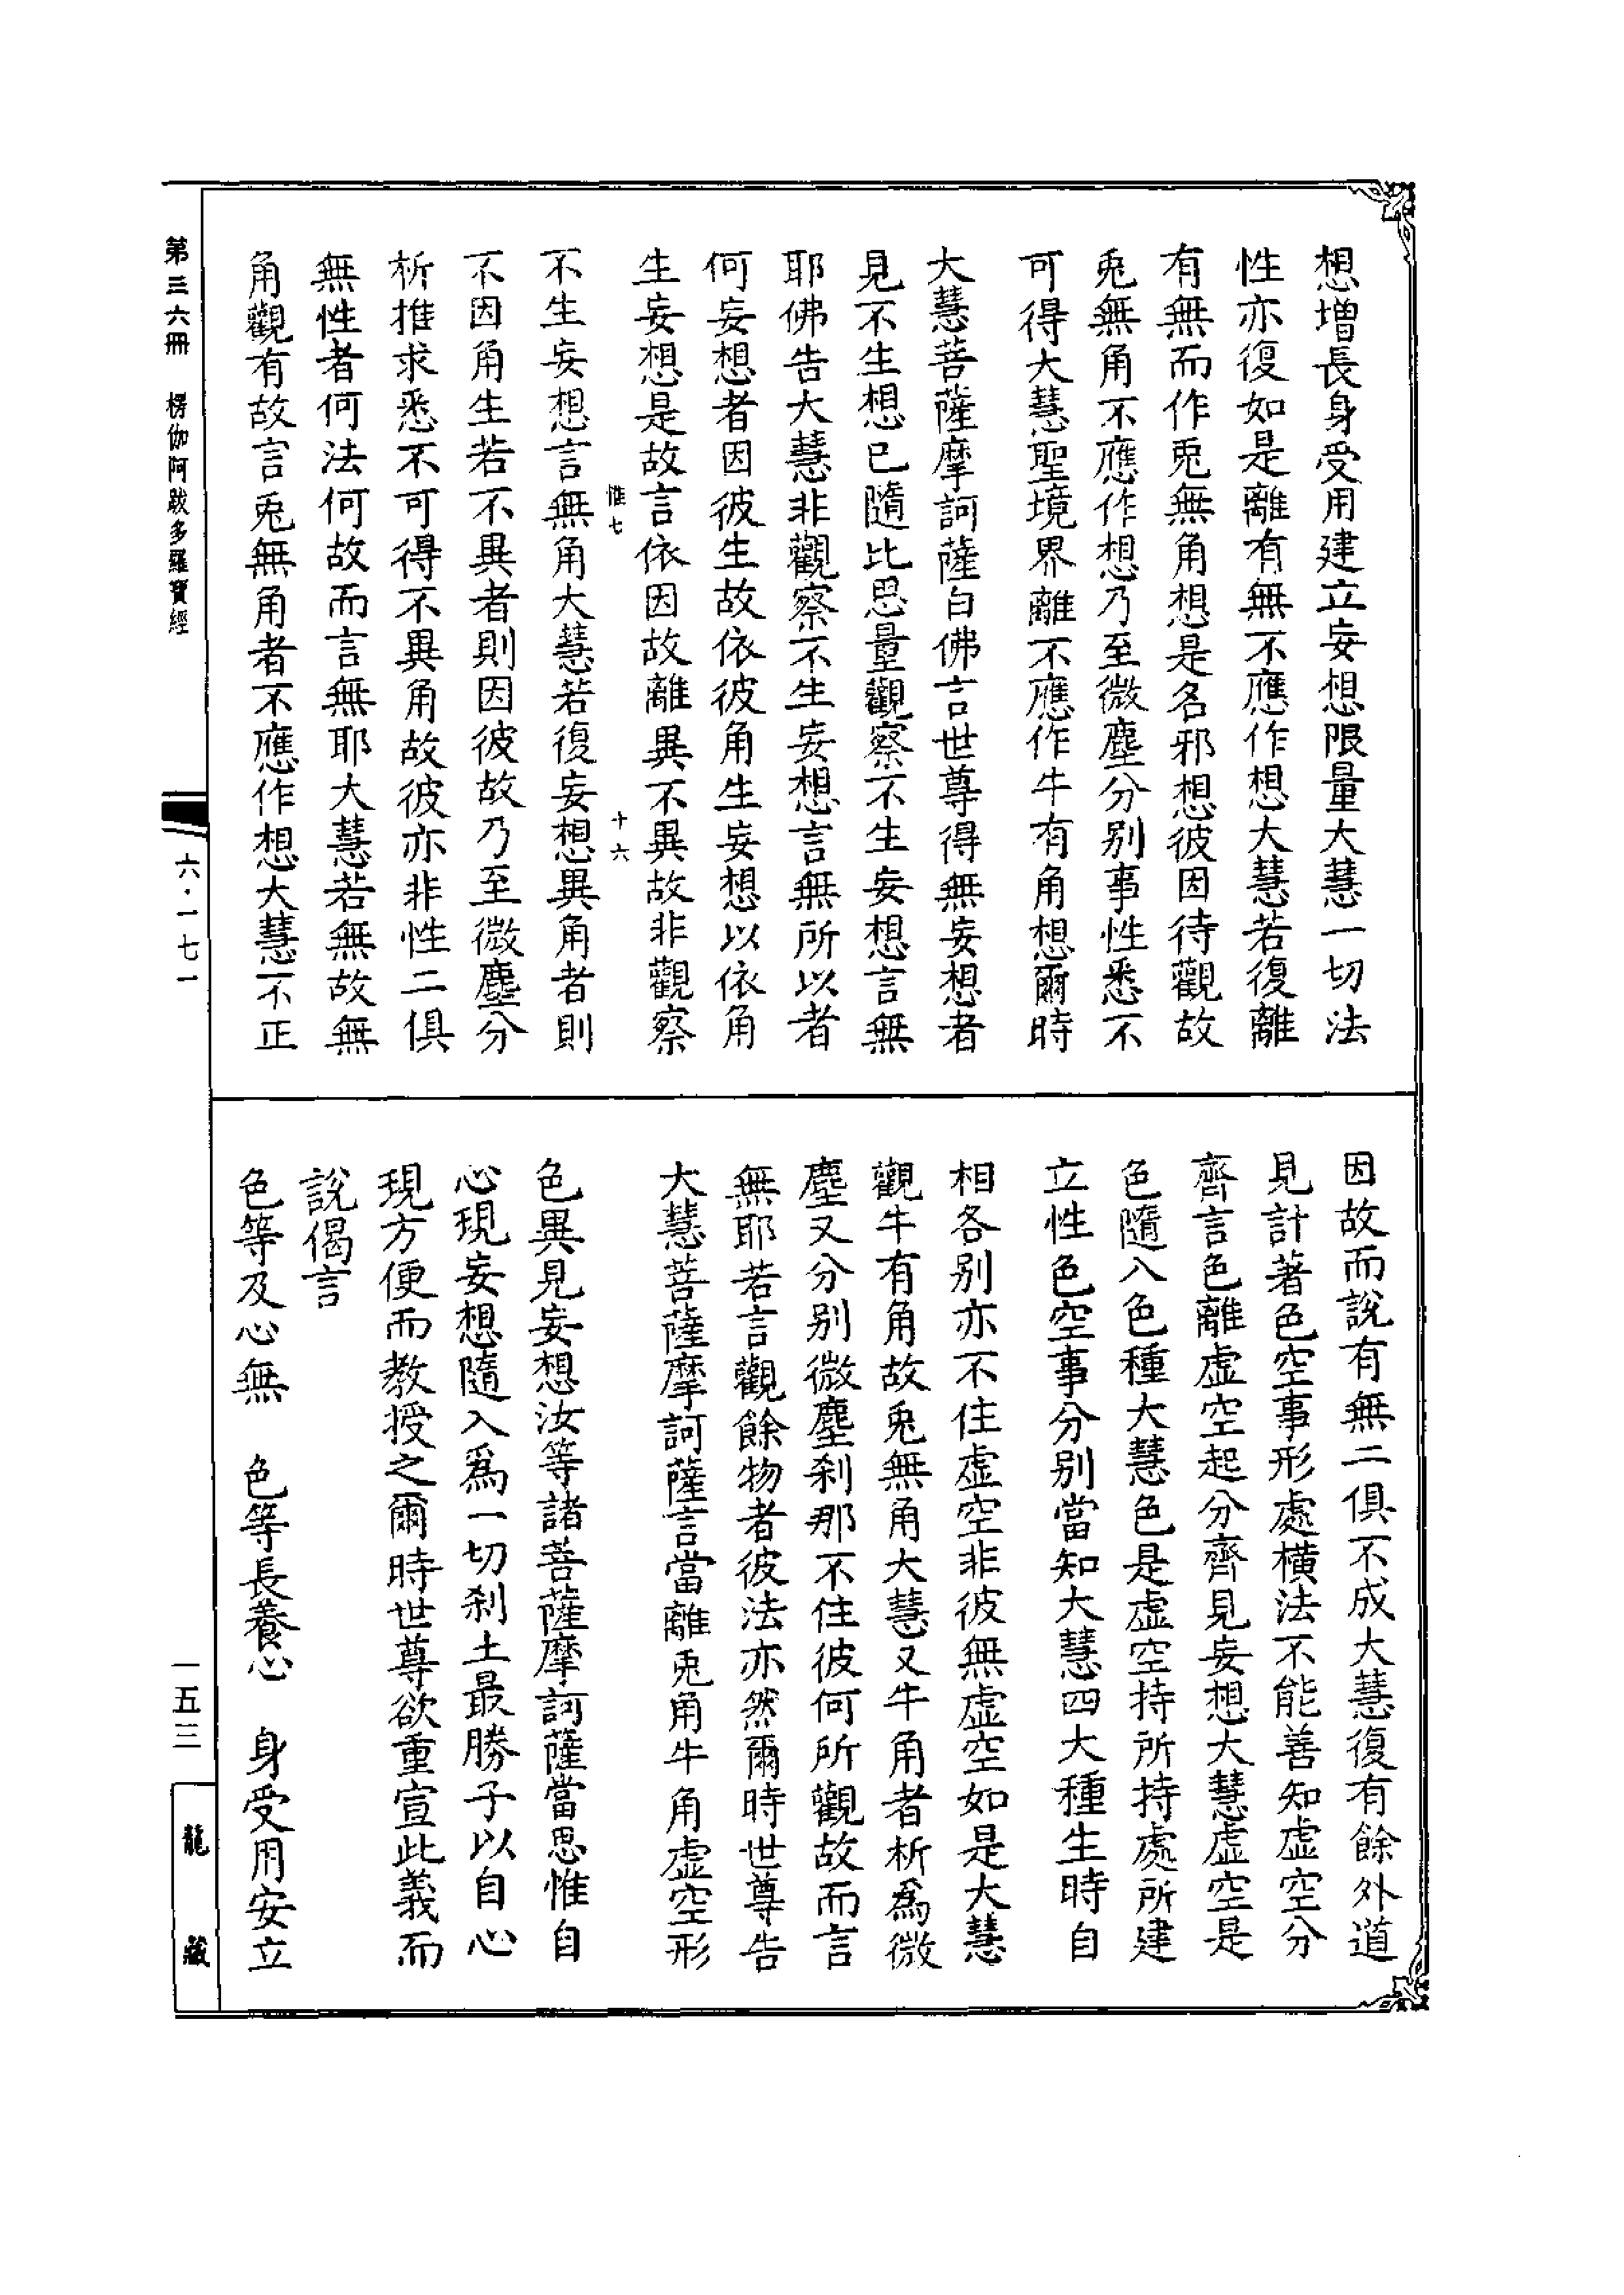 想增長身受用建立妄想限量大慧一切法
性亦復如是離有無不應作想大慧若復離
有無而作兎無角想是名邪想彼因待觀故
兎無角不應作想乃至微塵分别事性悉不
可得大慧聖境界離不應作牛有角想爾時
大慧菩薩摩訶薩白佛言世尊得無妄想者
見不生想已隨比思量觀察不生妄想言無
耶佛告大慧非觀察不生妄想言無所以者
何妄想者因彼生故依彼角生妄想以依角
生妄想是故言依因故離異不異故非觀察
惟七 十六
不生妄想言無角大慧若復妄想異角者則
不因角生若不異者則因彼故乃至微塵分
析推求悉不可得不異角故彼亦非性二俱
無性者何法何故而言無耶大慧若無故無
角觀有故言兎無角者不應作想大慧不正
因故而說有無二俱不成大慧復有餘外道
見計著色空事形處橫法不能善知虛空分
齊言色離虛空起分齊見妄想大慧虛空是
色隨入色種大慧色是虛空持所持處所建
立性色空事分别當知大慧四大種生時自
相各别亦不住虛空非彼無虛空如是大慧
觀牛有角故兎無角大慧又牛角者析爲微
塵又分别微塵刹那不住彼何所觀故而言
無耶若言觀餘物者彼法亦然爾時世尊告
大慧菩薩摩訶薩言當離兎角牛角虛空形
色異見妄想汝等諸菩薩摩訶薩當思惟自
心現妄想隨入爲一切刹土最勝子以自心
現方便而教授之爾時世尊欲重宣此義而
說偈言
色等及心無 色等長養心 身受用安立
第三六冊 楞伽阿跋多羅寶經
六·一七一
一五三
龍藏